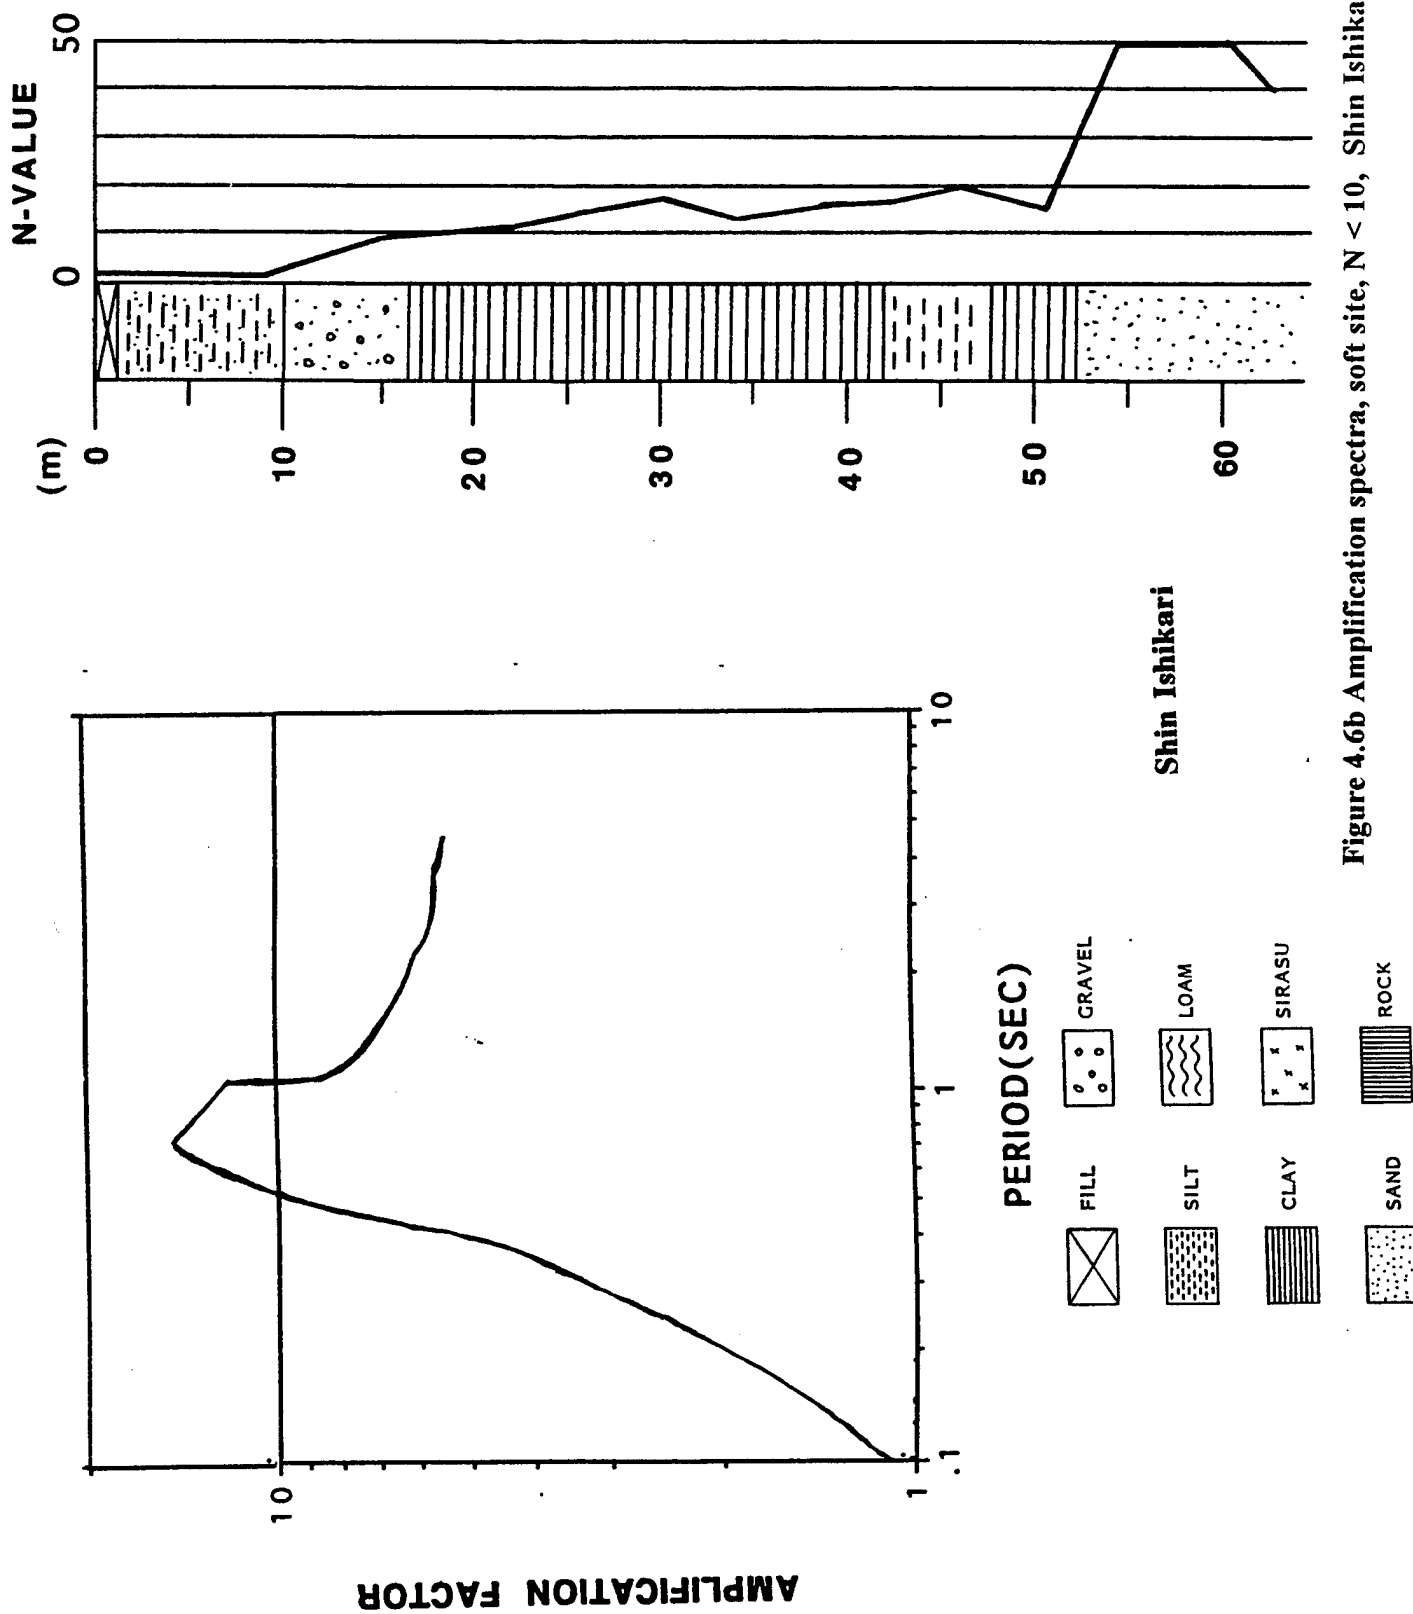 AMPLIFICATION FACTOR
10
1
.1
1
10
PERIOD(SEC)
Shin Ishikari
(m)
0
10
20
30
40
50
60
N-VALUE
0
50
FILL
GRAVEL
SILT
LOAM
CLAY
SIRASU
SAND
ROCK
Figure 4.6b Amplification spectra, soft site, N < 10, Shin Ishika